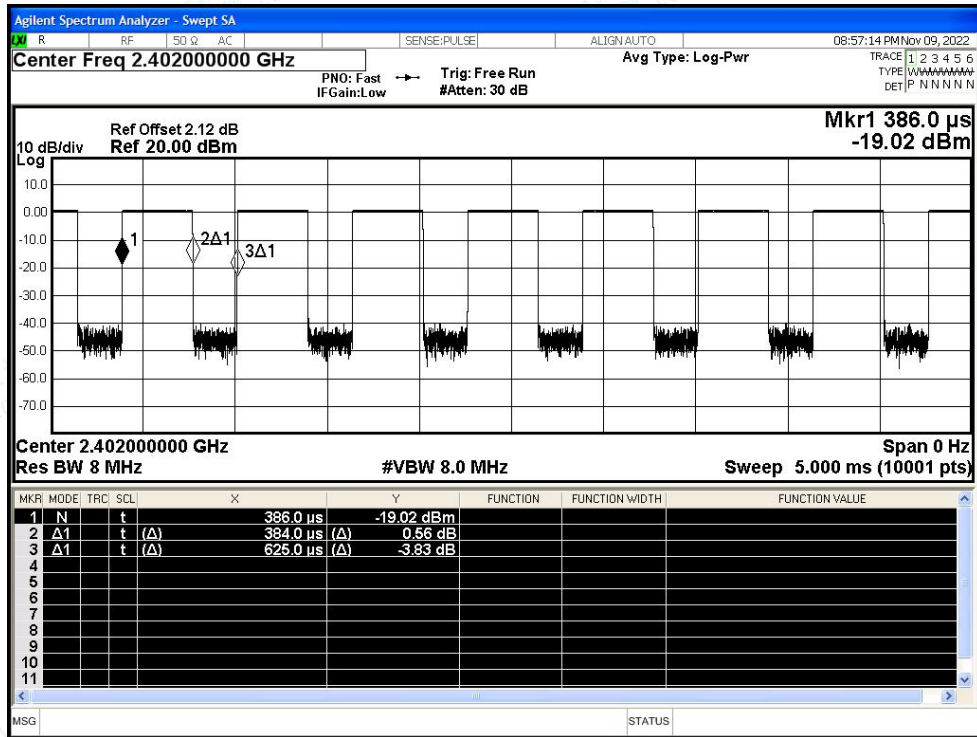 Agilent Spectrum Analyzer - Swept SA
LXI R RF 50 Ω AC SENSE:PULSE ALIGN AUTO 08:57:14 PM Nov 09, 2022
Center Freq 2.402000000 GHz
PNO: Fast
IFGain:Low
Trig: Free Run
#Atten: 30 dB
Avg Type: Log-Pwr
TRACE 1 2 3 4 5 6
TYPE WWWWWW
DET P N N N N N
Mkr1 386.0 µs
-19.02 dBm
Ref Offset 2.12 dB
10 dB/div Ref 20.00 dBm
Log
10.0
0.00
-10.0
-20.0
-30.0
-40.0
-50.0
-60.0
-70.0
1
2Δ1
3Δ1
Center 2.402000000 GHz Span 0 Hz
Res BW 8 MHz #VBW 8.0 MHz Sweep 5.000 ms (10001 pts)
MKR MODE TRC SCL X Y FUNCTION FUNCTION WIDTH FUNCTION VALUE
1 N t 386.0 µs -19.02 dBm
2 Δ1 t (Δ) 384.0 µs (Δ) 0.56 dB
3 Δ1 t (Δ) 625.0 µs (Δ) -3.83 dB
4
5
6
7
8
9
10
11
MSG STATUS